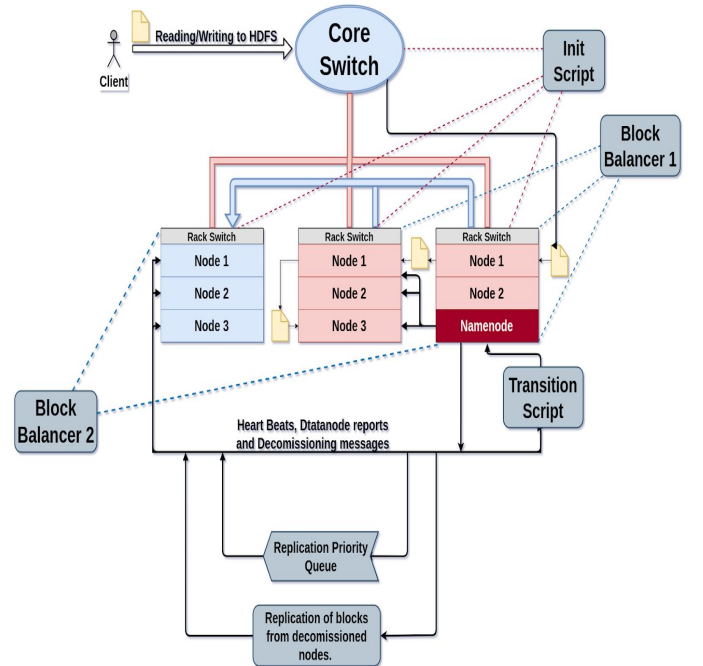 Core
Switch
Reading/Writing to HDFS
Client
Init
Script
Block
Balancer 1
Rack Switch
Node 1
Node 2
Node 3
Rack Switch
Node 1
Node 2
Node 3
Rack Switch
Node 1
Node 2
Namenode
Transition
Script
Block
Balancer 2
Heart Beats, Dtatanode reports
and Decomissioning messages
Replication Priority
Queue
Replication of blocks
from decomissioned
nodes.